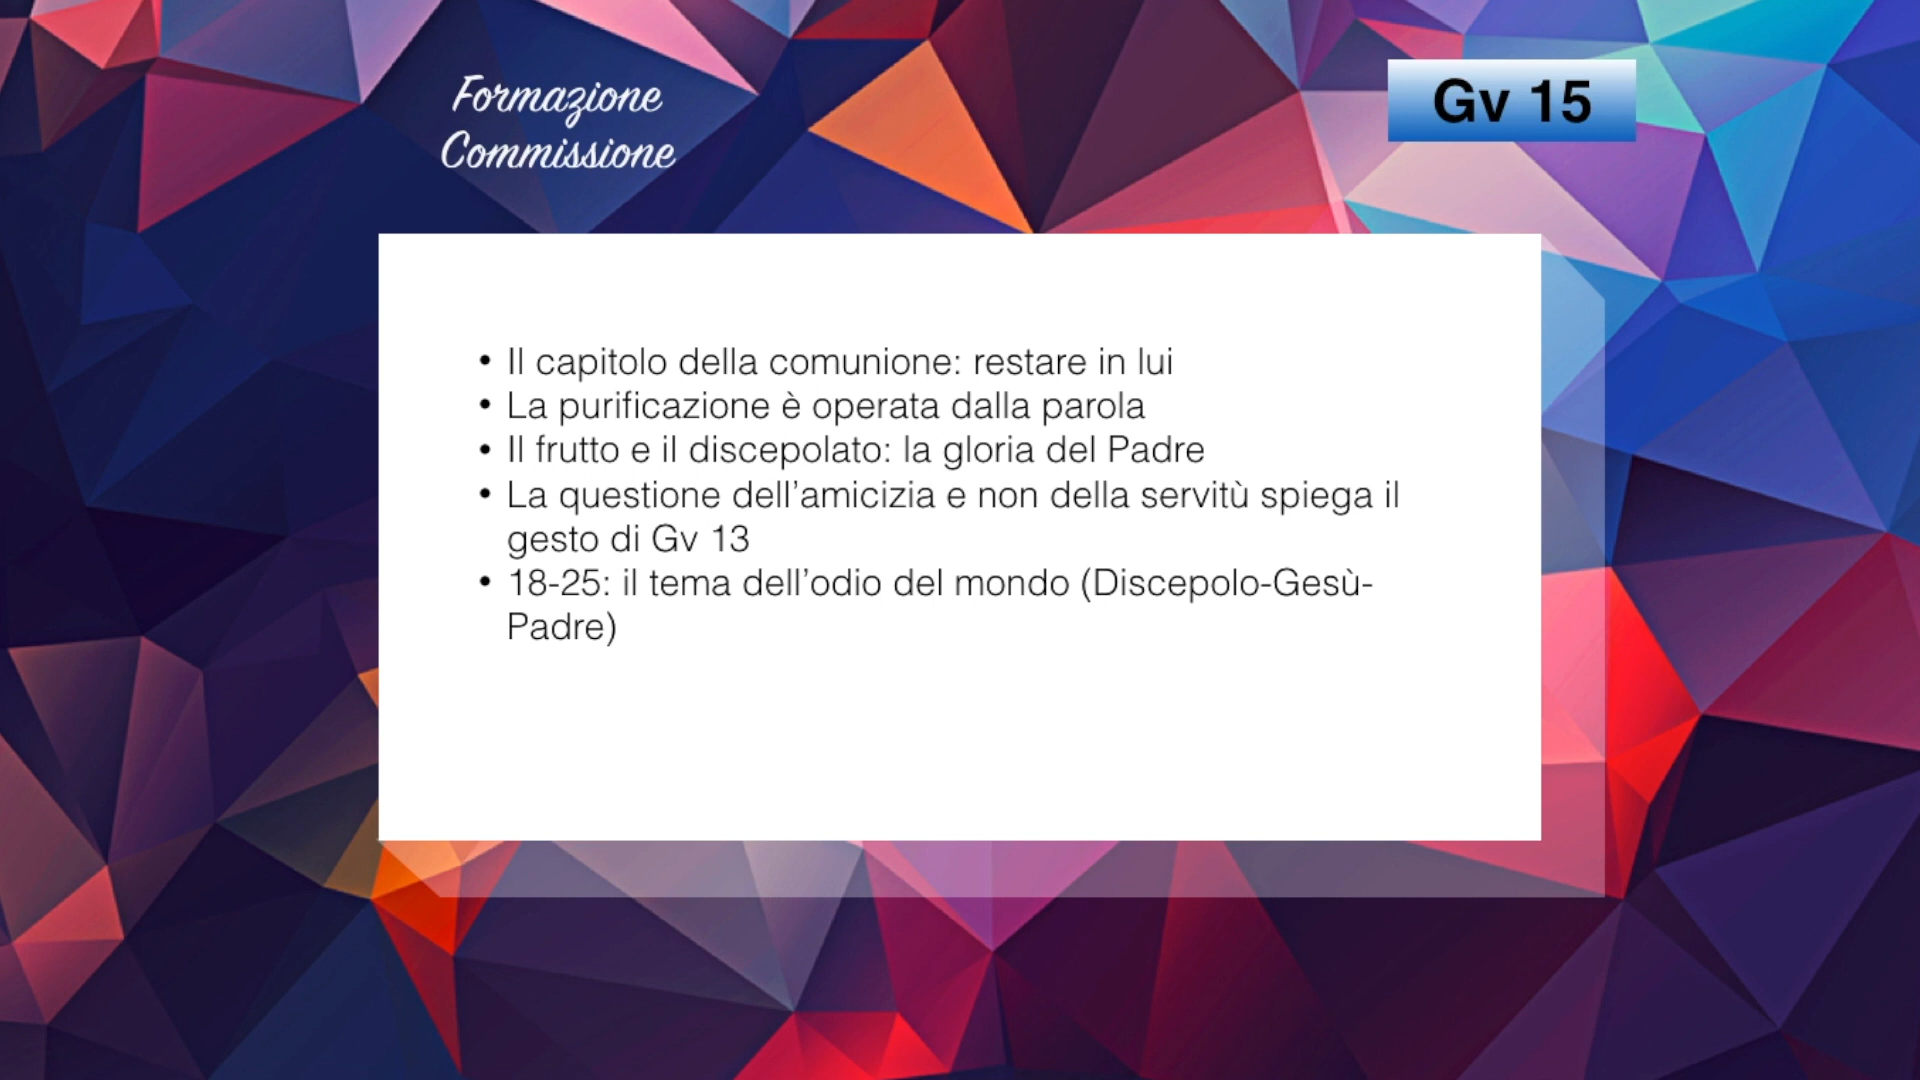 Formazione
Commissione
Gv 15
• Il capitolo della comunione: restare in lui
• La purificazione è operata dalla parola
• Il frutto e il discepolato: la gloria del Padre
• La questione dell’amicizia e non della servitù spiega il
gesto di Gv 13
• 18-25: il tema dell’odio del mondo (Discepolo-Gesù-
Padre)